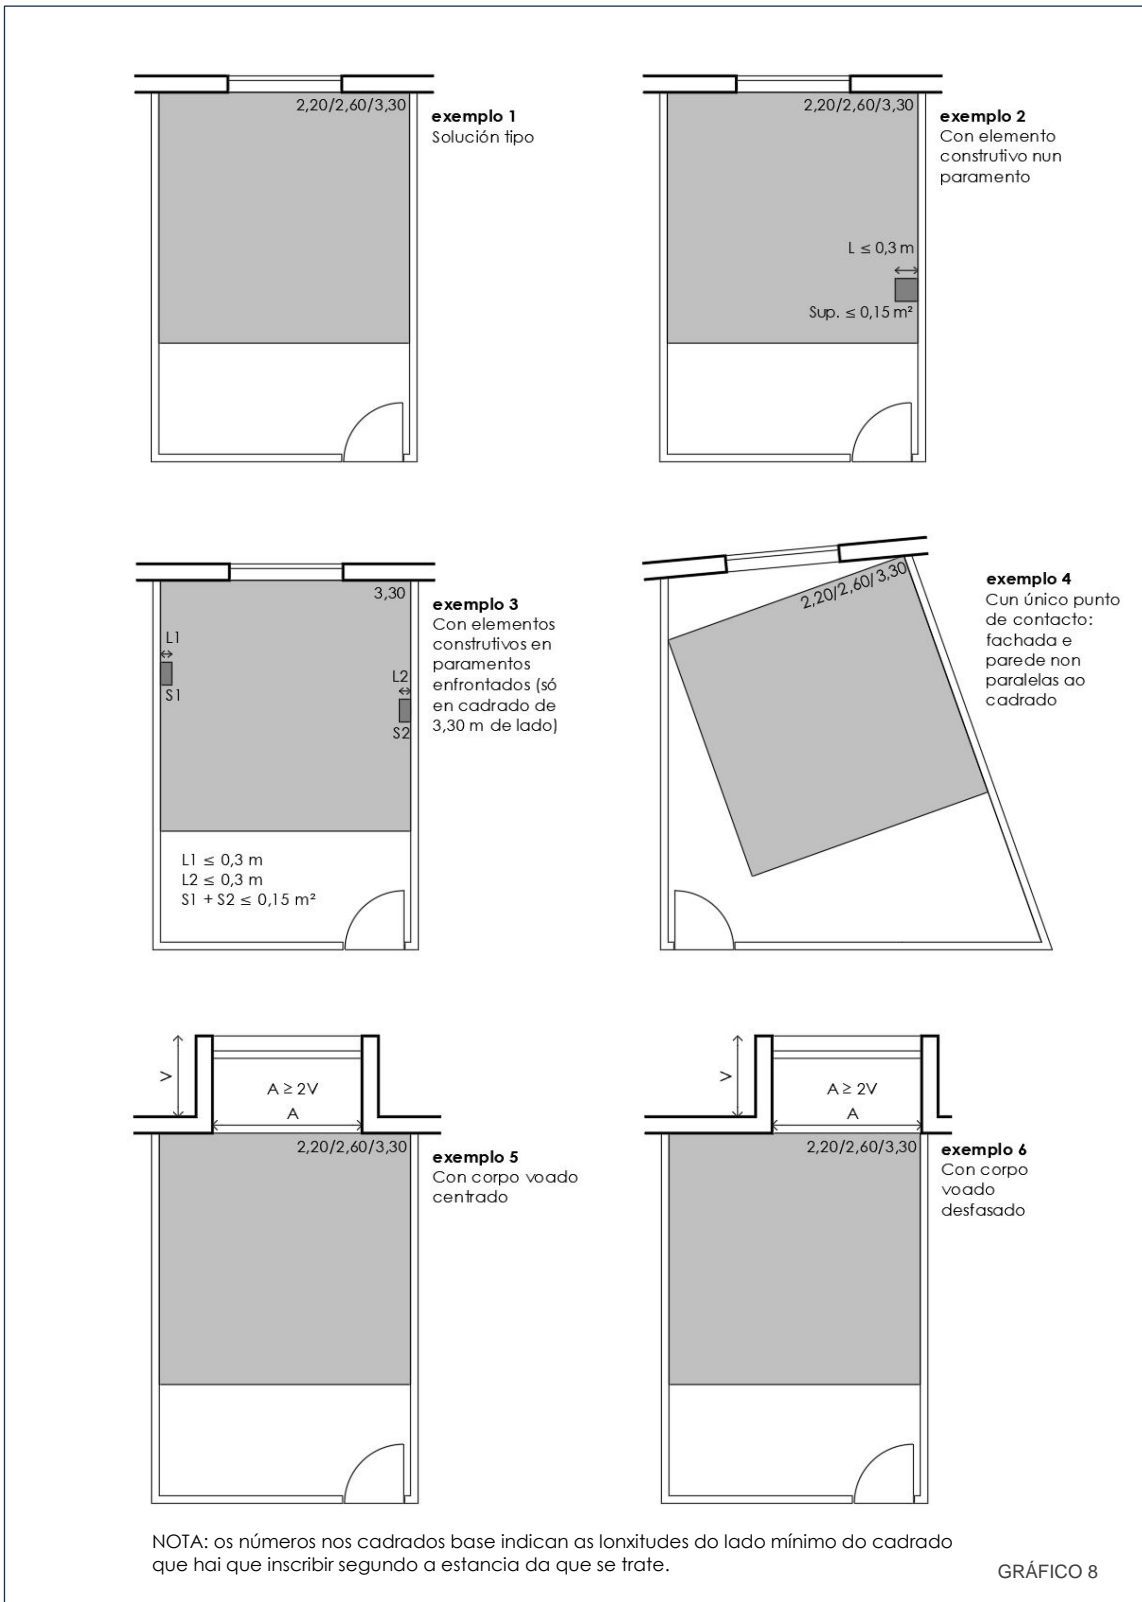 2,20/2,60/3,30
exemplo 1
Solución tipo
2,20/2,60/3,30
exemplo 2
Con elemento
construtivo nun
paramento
L ≤ 0,3 m
Sup. ≤ 0,15 m²
3,30
L1
S1
L2
S2
exemplo 3
Con elementos
construtivos en
paramentos
enfrontados (só
en cadrado de
3,30 m de lado)
L1 ≤ 0,3 m
L2 ≤ 0,3 m
S1 + S2 ≤ 0,15 m²
2,20/2,60/3,30
exemplo 4
Cun único punto
de contacto:
fachada e
parede non
paralelas ao
cadrado
V
A ≥ 2V
A
2,20/2,60/3,30
exemplo 5
Con corpo voado
centrado
V
A ≥ 2V
A
2,20/2,60/3,30
exemplo 6
Con corpo
voado
desfasado
NOTA: os números nos cadrados base indican as lonxitudes do lado mínimo do cadrado
que hai que inscribir segundo a estancia da que se trate.
GRÁFICO 8